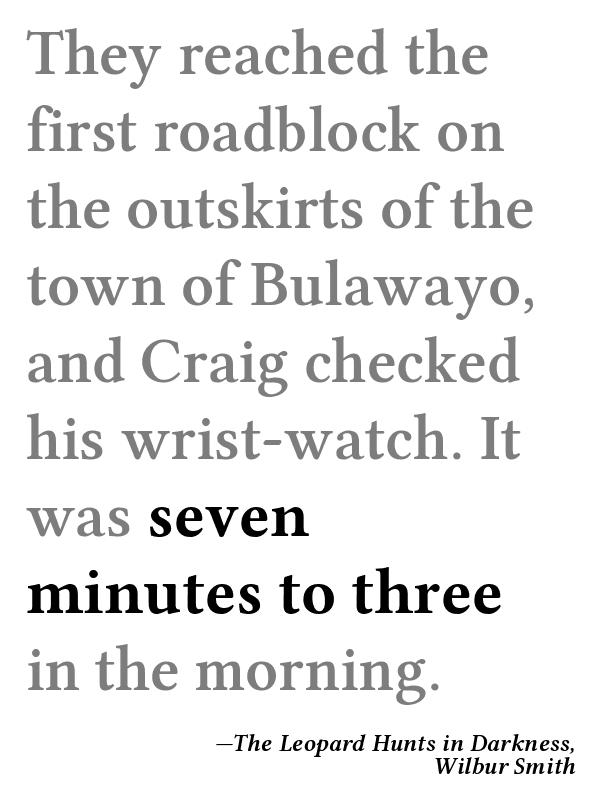 They reached the
first roadblock on
the outskirts of the
town of Bulawayo,
and Craig checked
his wrist-watch. It
was seven
minutes to three
in the morning.
—The Leopard Hunts in Darkness,
Wilbur Smith